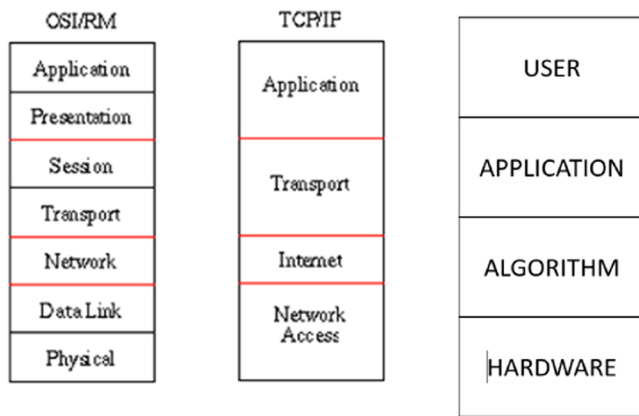 OSI/RM
Application
Presentation
Session
Transport
Network
Data Link
Physical
TCP/IP
Application
Transport
Internet
Network
Access
USER
APPLICATION
ALGORITHM
HARDWARE